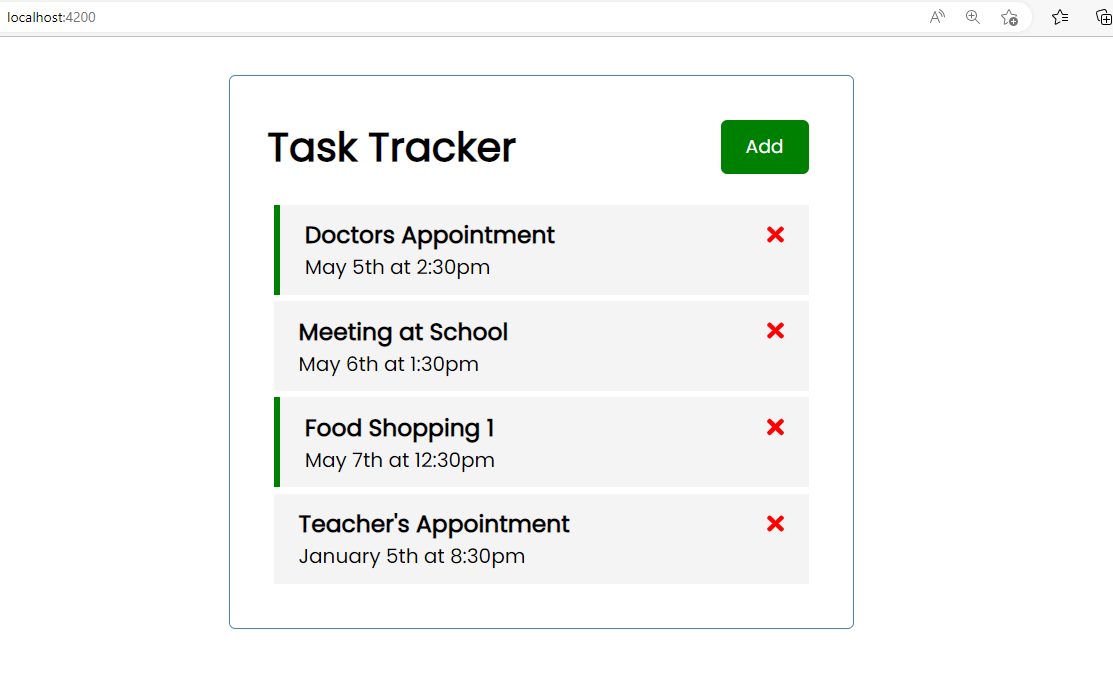 localhost:4200
Task Tracker
Add
Doctors Appointment
May 5th at 2:30pm
Meeting at School
May 6th at 1:30pm
Food Shopping 1
May 7th at 12:30pm
Teacher's Appointment
January 5th at 8:30pm